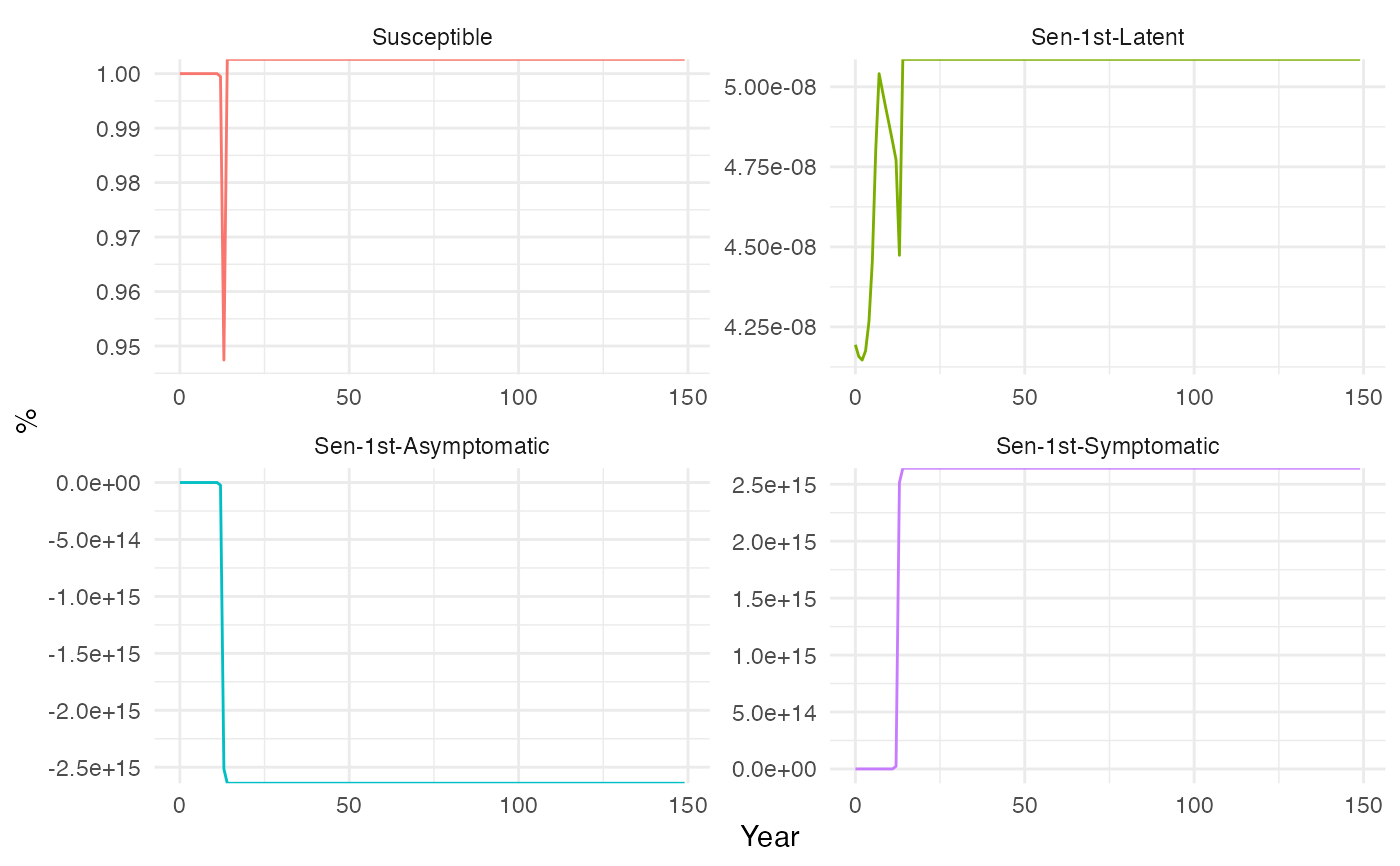 Susceptible
Sen-1st-Latent
1.00
0.99
0.98
0.97
0.96
0.95
5.00e-08
4.75e-08
4.50e-08
4.25e-08
0 50 100 150
0 50 100 150
%
Sen-1st-Asymptomatic
Sen-1st-Symptomatic
0.0e+00
-5.0e+14
-1.0e+15
-1.5e+15
-2.0e+15
-2.5e+15
2.5e+15
2.0e+15
1.5e+15
1.0e+15
5.0e+14
0.0e+00
0 50 100 150
0 50 100 150
Year